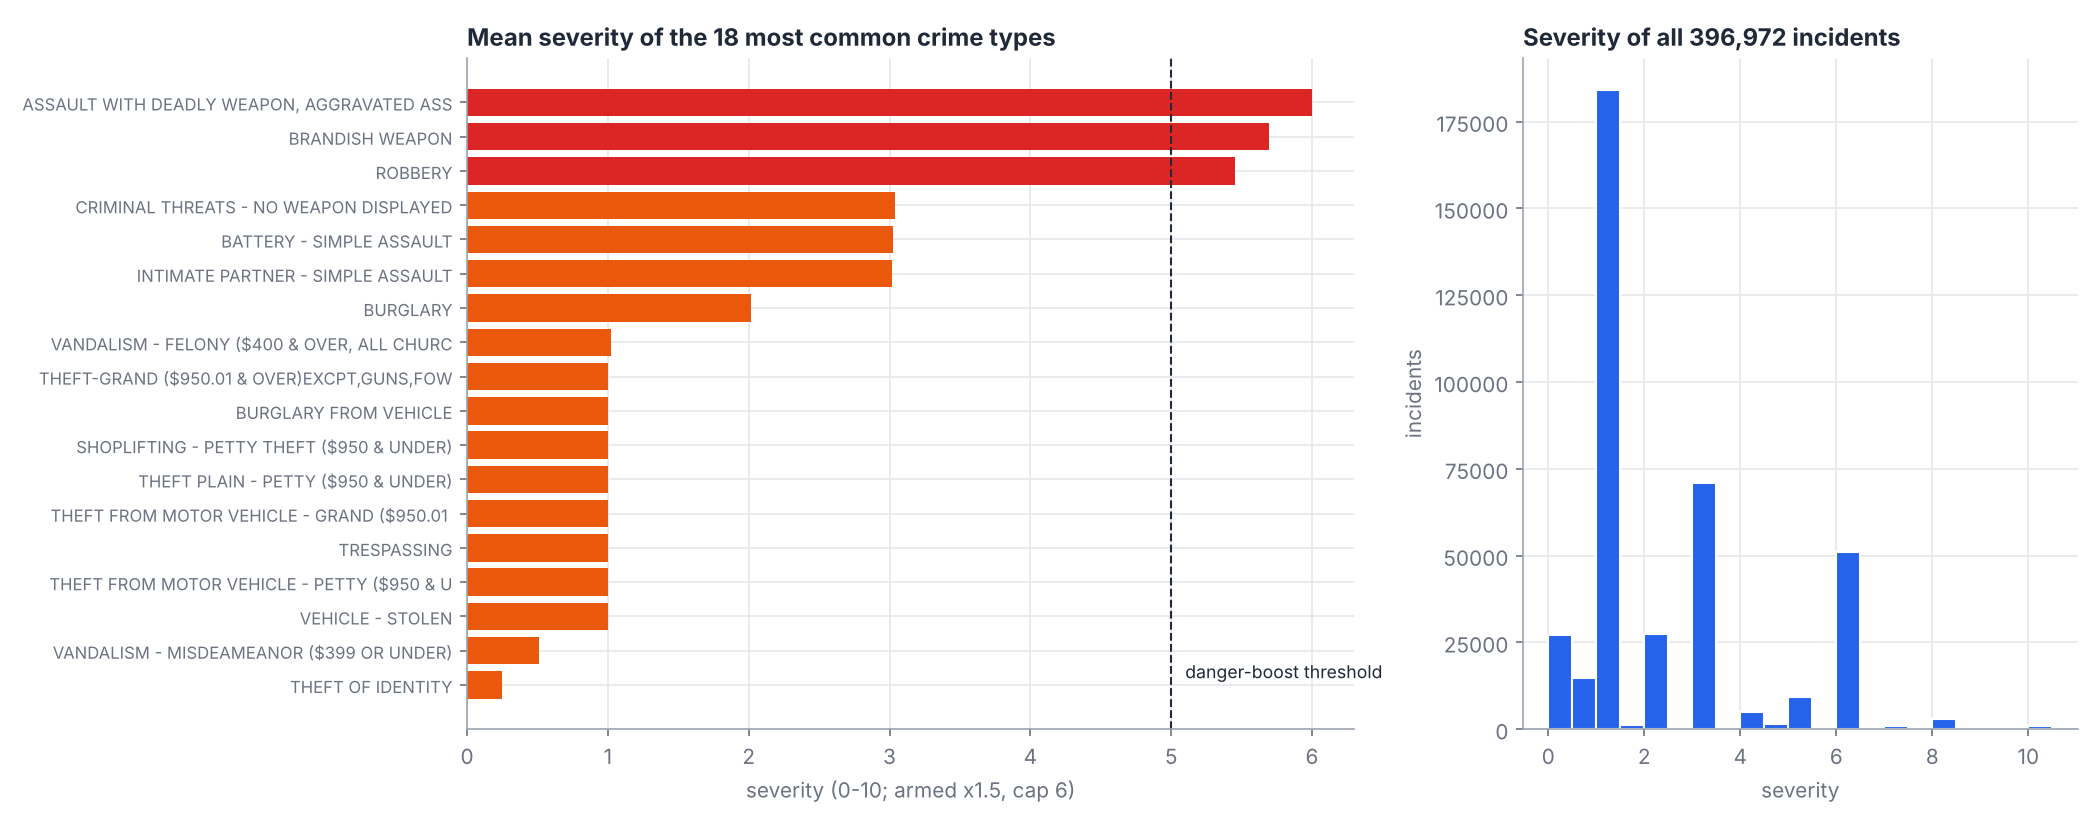 Mean severity of the 18 most common crime types
ASSAULT WITH DEADLY WEAPON, AGGRAVATED ASS
BRANDISH WEAPON
ROBBERY
CRIMINAL THREATS - NO WEAPON DISPLAYED
BATTERY - SIMPLE ASSAULT
INTIMATE PARTNER - SIMPLE ASSAULT
BURGLARY
VANDALISM - FELONY ($400 & OVER, ALL CHURC
THEFT-GRAND ($950.01 & OVER)EXCPT,GUNS,FOW
BURGLARY FROM VEHICLE
SHOPLIFTING - PETTY THEFT ($950 & UNDER)
THEFT PLAIN - PETTY ($950 & UNDER)
THEFT FROM MOTOR VEHICLE - GRAND ($950.01
TRESPASSING
THEFT FROM MOTOR VEHICLE - PETTY ($950 & U
VEHICLE - STOLEN
VANDALISM - MISDEAMEANOR ($399 OR UNDER)
THEFT OF IDENTITY
danger-boost threshold
0 1 2 3 4 5 6
severity (0-10; armed x1.5, cap 6)
Severity of all 396,972 incidents
incidents
175000
150000
125000
100000
75000
50000
25000
0
0 2 4 6 8 10
severity